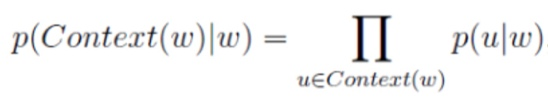 p(Context(w)|w) = ∏ p(u|w)
u∈Context(w)